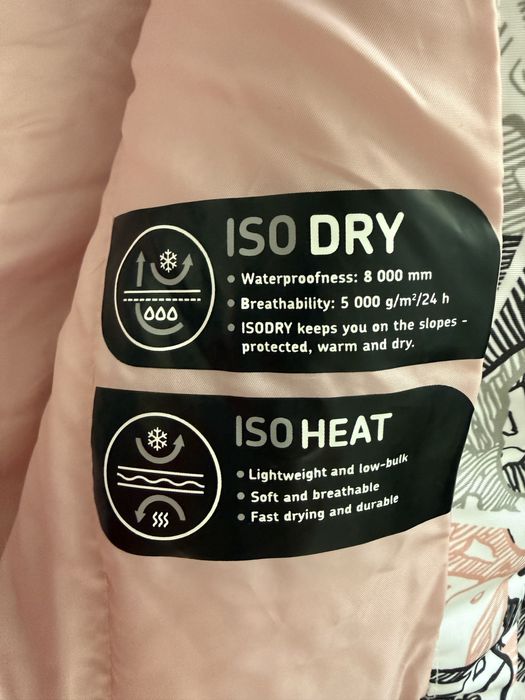 ISO DRY
Waterproofness: 8 000 mm
Breathability: 5 000 g/m²/24 h
ISODRY keeps you on the slopes –
protected, warm and dry.
ISO HEAT
Lightweight and low-bulk
Soft and breathable
Fast drying and durable